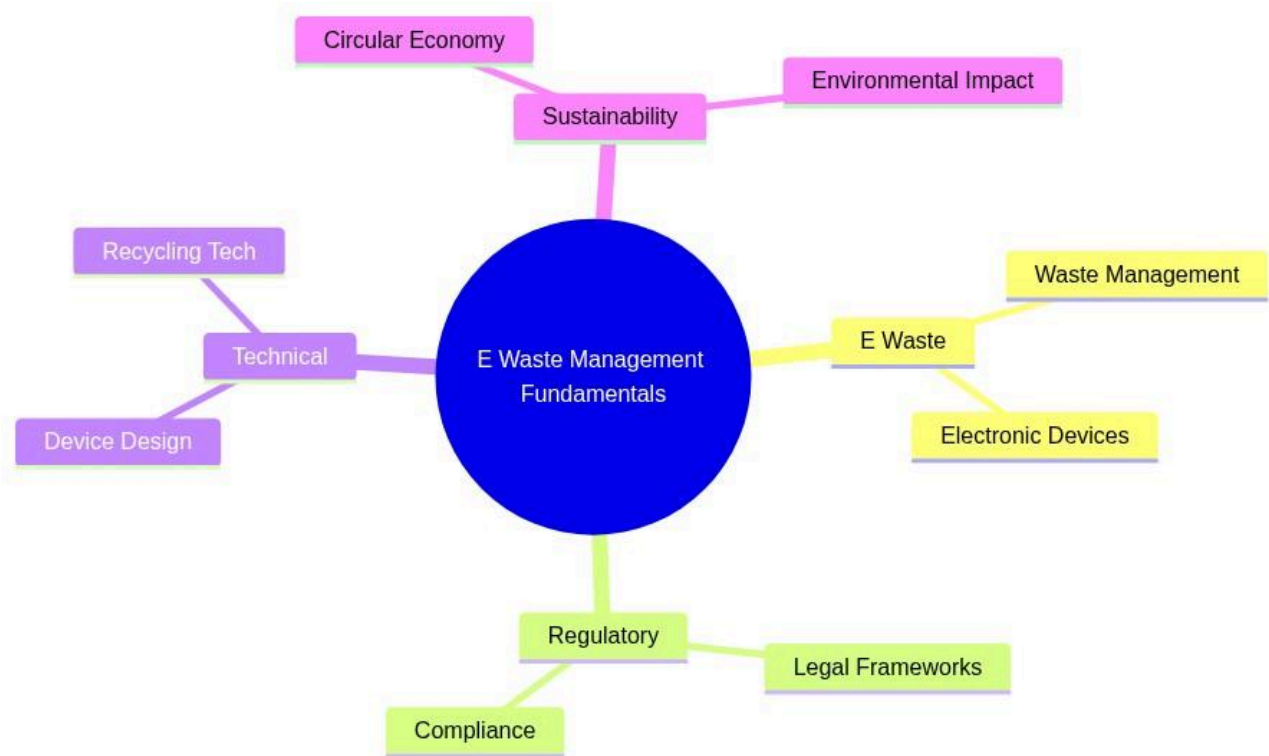 Circular Economy
Environmental Impact
Sustainability
Recycling Tech
Waste Management
E Waste
Technical
E Waste Management
Fundamentals
Device Design
Electronic Devices
Regulatory
Legal Frameworks
Compliance